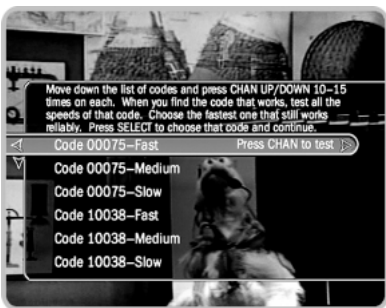 Move down the list of codes and press CHAN UP/DOWN 10–15
times on each. When you find the code that works, test all the
speeds of that code. Choose the fastest one that still works
reliably. Press SELECT to choose that code and continue.
Code 00075–Fast Press CHAN to test
Code 00075–Medium
Code 00075–Slow
Code 10038–Fast
Code 10038–Medium
Code 10038–Slow